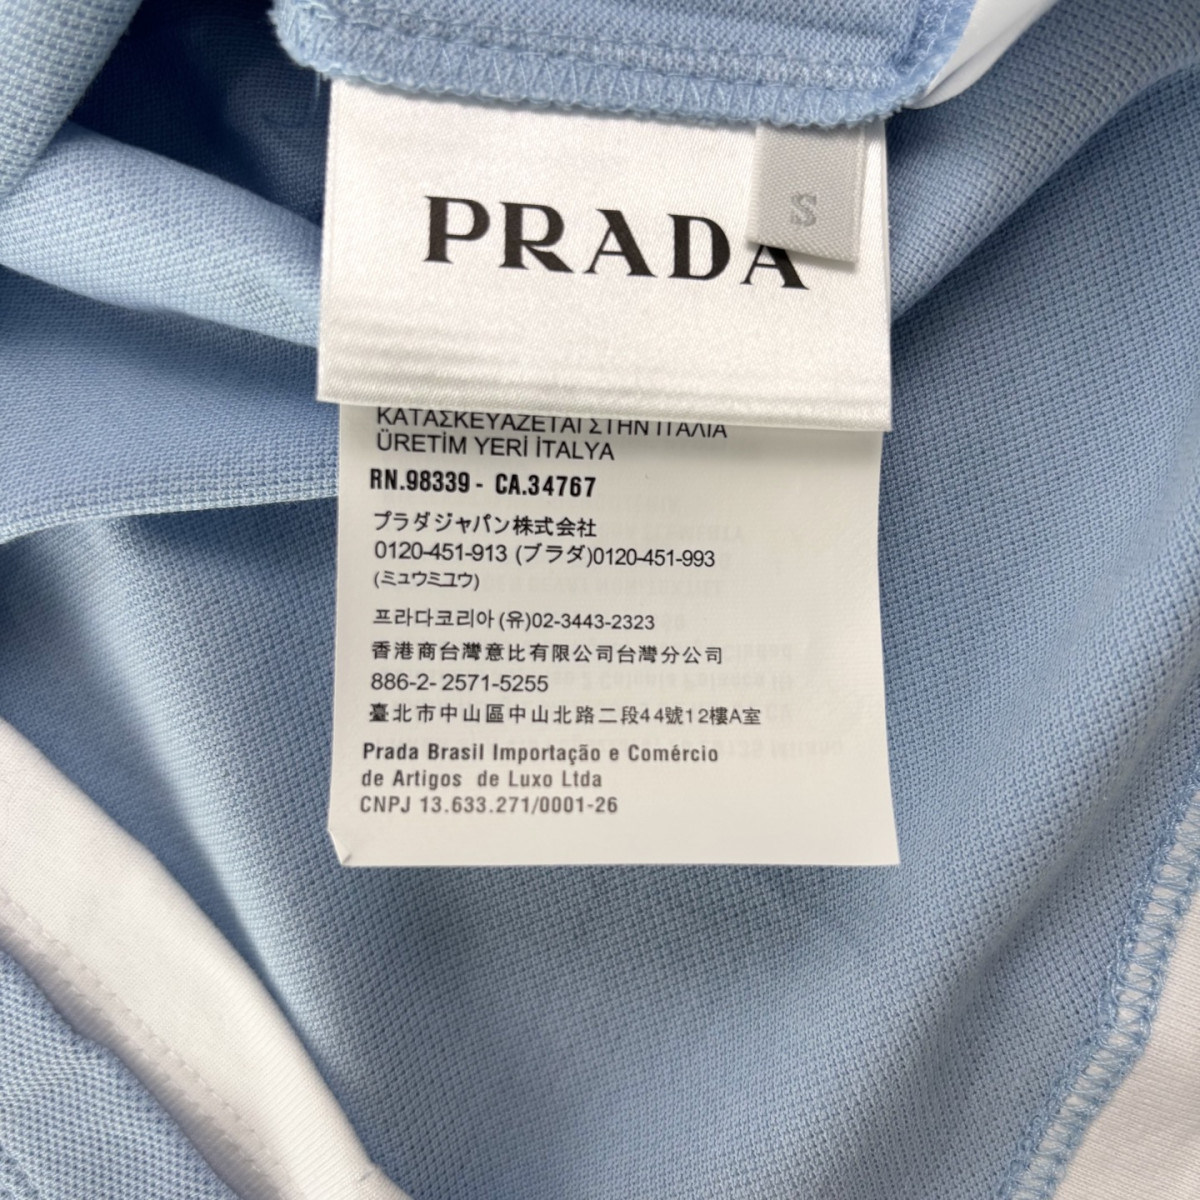 PRADA
S
ΚΑΤΑΣΚΕΥΑΖΕΤΑΙ ΣΤΗΝ ΙΤΑΛΙΑ
ÜRETİM YERİ İTALYA
RN.98339 - CA.34767
プラダジャパン株式会社
0120-451-913 (プラダ)0120-451-993
(ミュウミユウ)
프라다코리아(유)02-3443-2323
香港商台灣意比有限公司台灣分公司
886-2- 2571-5255
臺北市中山區中山北路二段44號12樓A室
Prada Brasil Importação e Comércio
de Artigos de Luxo Ltda
CNPJ 13.633.271/0001-26